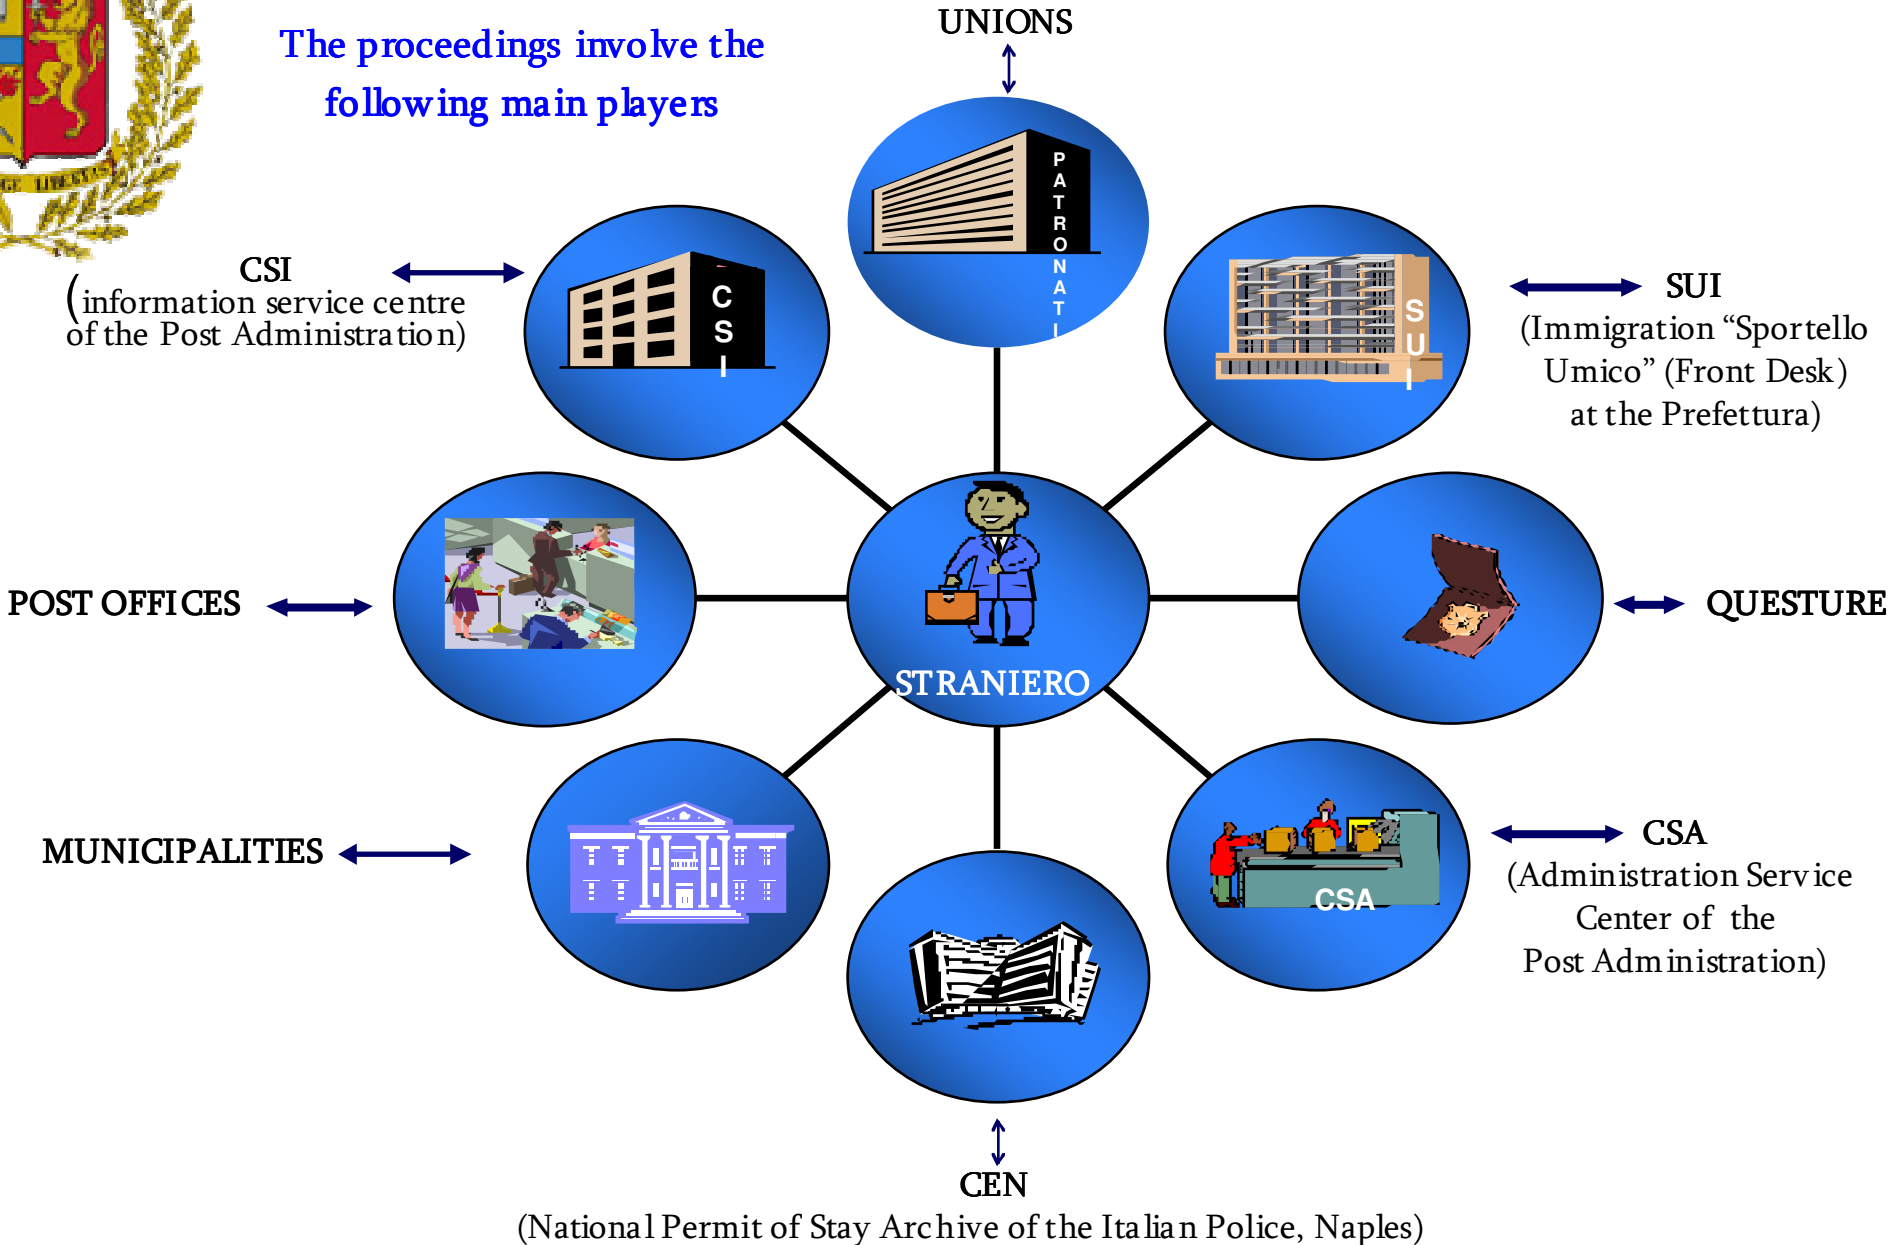 The proceedings involve the
following main players
UNIONS
PATRONATI
CSI
(information service centre
of the Post Administration)
CSI
SUI
SUI
(Immigration “Sportello
Umico” (Front Desk)
at the Prefettura)
POST OFFICES
STRANIERO
QUESTURE
MUNICIPALITIES
CSA
CSA
(Administration Service
Center of the
Post Administration)
CEN
(National Permit of Stay Archive of the Italian Police, Naples)